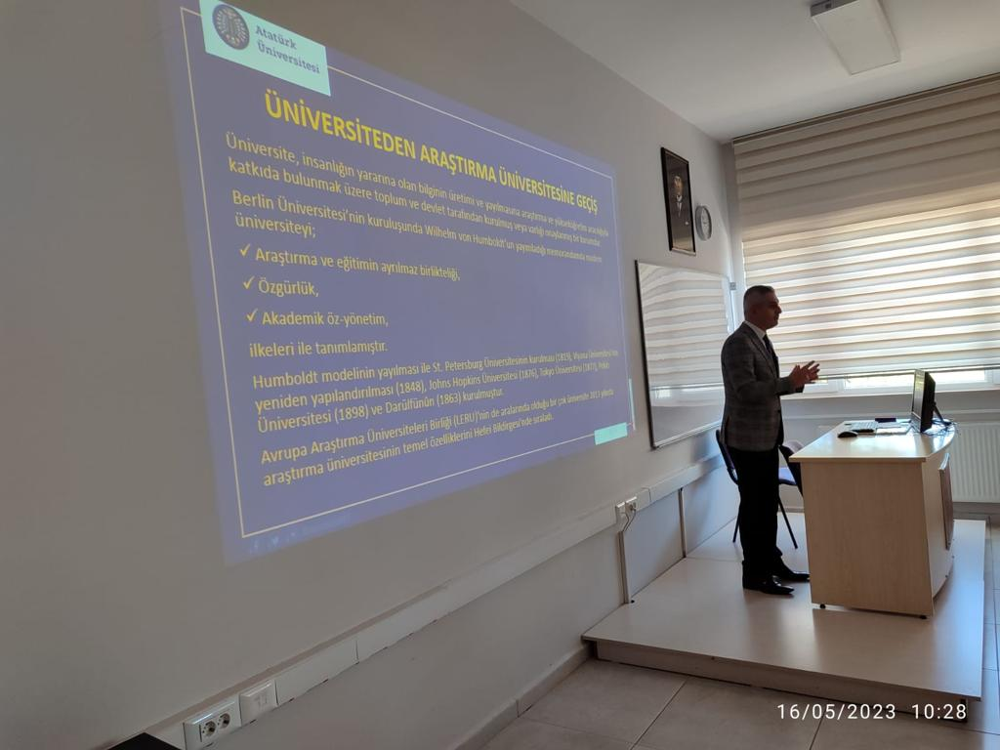 Atatürk
Üniversitesi
ÜNİVERSİTEDEN ARAŞTIRMA ÜNİVERSİTESİNE GEÇİŞ
Üniversite, insanlığın yararına olan bilginin üretimi ve yayılmasına araştırma ve yükseköğretim aracılığıyla
katkıda bulunmak üzere toplum ve devlet tarafından kurulmuş veya varlığı onaylanmış bir kurumdur.
Berlin Üniversitesi'nin kuruluşunda Wilhelm von Humboldt'un yayınladığı memorandumda modern
üniversiteyi;
✓ Araştırma ve eğitimin ayrılmaz birlikteliği,
✓ Özgürlük,
✓ Akademik öz-yönetim,
ilkeleri ile tanımlamıştır.
Humboldt modelinin yayılması ile St. Petersburg Üniversitesinin kurulması (1819), Viyana Üniversitesi'nin
yeniden yapılandırılması (1848), Johns Hopkins Üniversitesi (1876), Tokyo Üniversitesi (1877), Pekin
Üniversitesi (1898) ve Darülfünûn (1863) kurulmuştur.
Avrupa Araştırma Üniversiteleri Birliği (LERU)'nin de aralarında olduğu bir çok üniversite 2013 yılında
araştırma üniversitesinin temel özelliklerini Hefei Bildirgesi'nde sıraladı.
16/05/2023 10:28